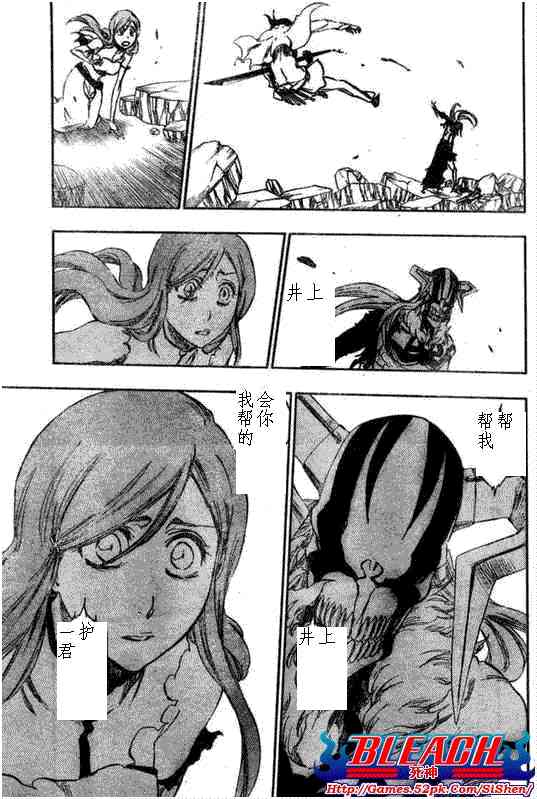 井上
帮帮
我
井上
我会
帮你
的
一护
君
BLEACH
死神
Http://Games.52pk.Com/SiShen/